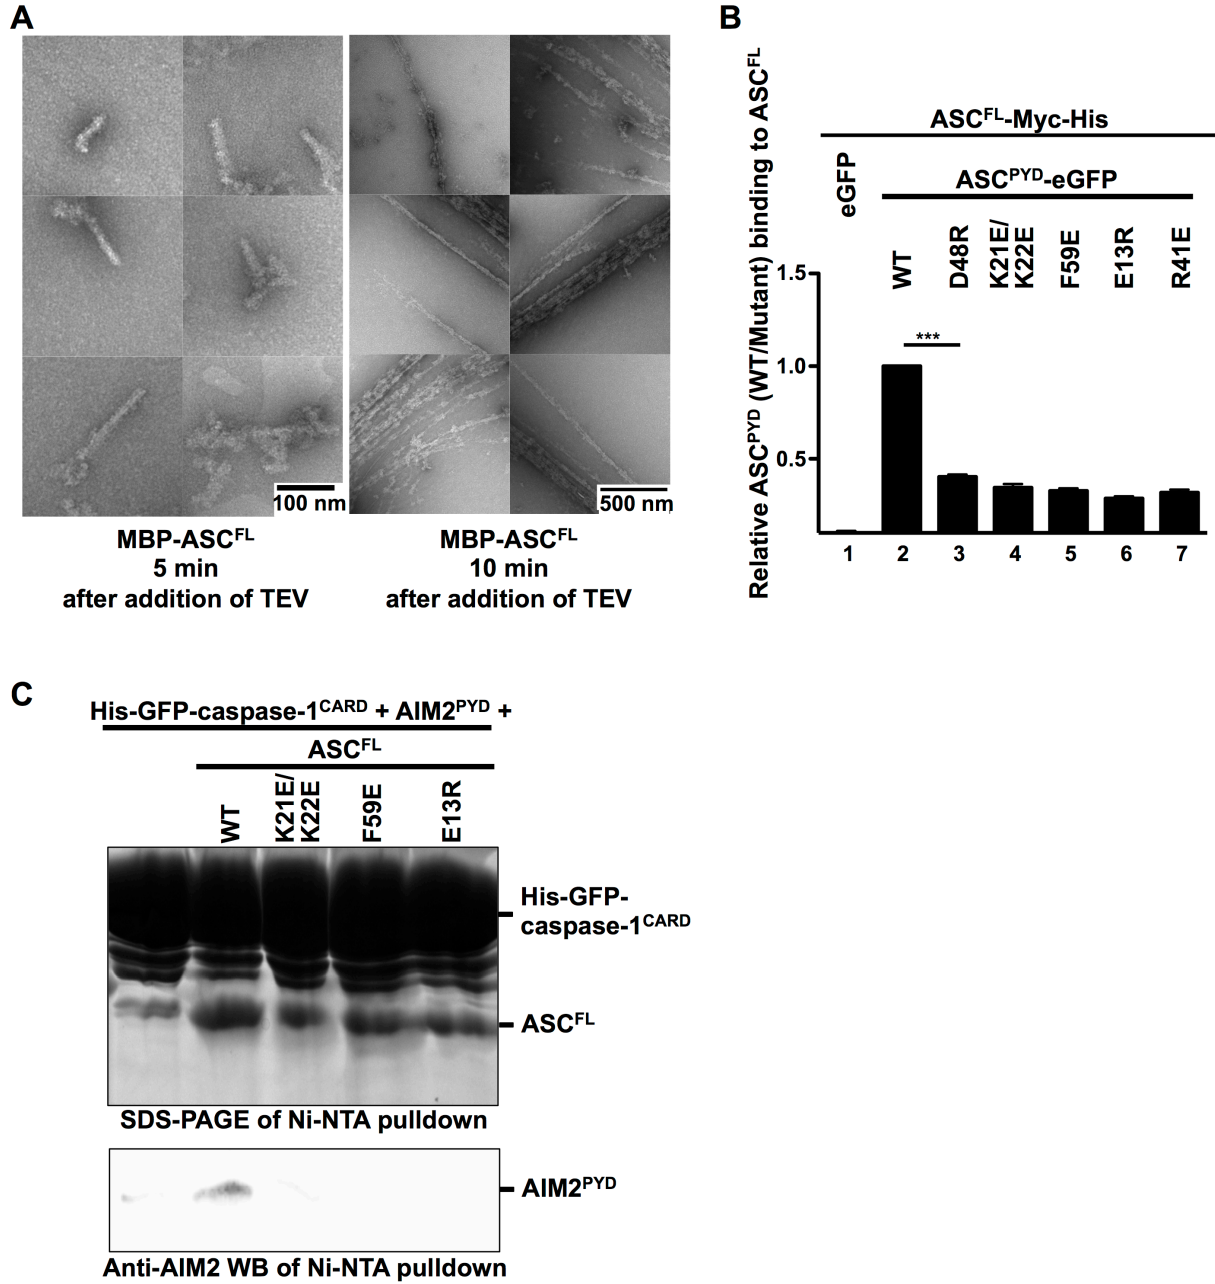 A
100 nm
500 nm
MBP-ASCFL
5 min
after addition of TEV
MBP-ASCFL
10 min
after addition of TEV
B
Relative ASCPYD (WT/Mutant) binding to ASCFL
ASCFL-Myc-His
eGFP
ASCPYD-eGFP
WT
D48R
K21E/
K22E
F59E
E13R
R41E
1.5
1.0
0.5
***
1 2 3 4 5 6 7
C
His-GFP-caspase-1CARD + AIM2PYD +
ASCFL
WT
K21E/
K22E
F59E
E13R
His-GFP-
caspase-1CARD
ASCFL
SDS-PAGE of Ni-NTA pulldown
AIM2PYD
Anti-AIM2 WB of Ni-NTA pulldown